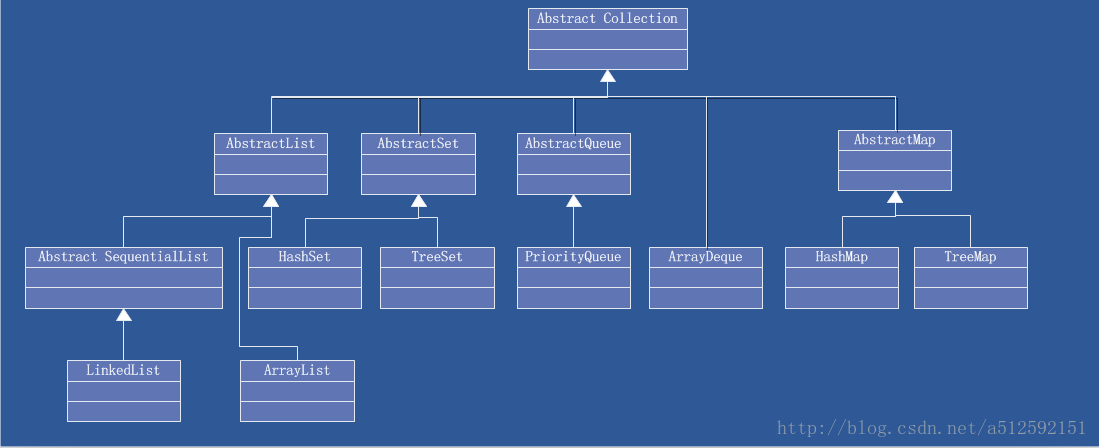 Abstract Collection
AbstractList
AbstractSet
AbstractQueue
AbstractMap
Abstract SequentialList
HashSet
TreeSet
PriorityQueue
ArrayDeque
HashMap
TreeMap
LinkedList
ArrayList
http://blog.csdn.net/a512592151